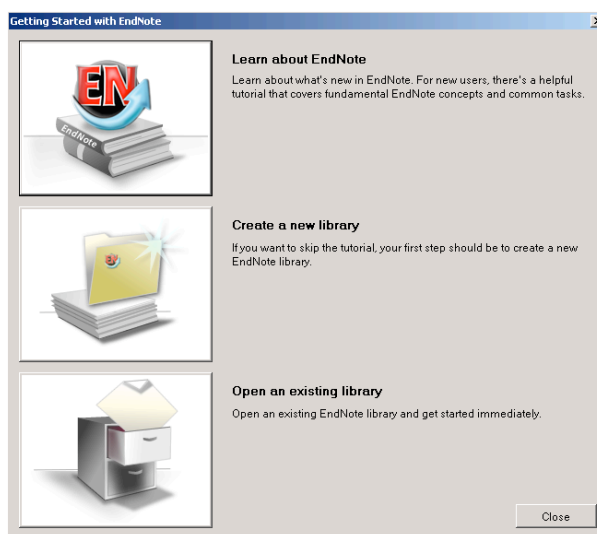 Getting Started with EndNote
EN
EndNote
Learn about EndNote
Learn about what's new in EndNote. For new users, there's a helpful
tutorial that covers fundamental EndNote concepts and common tasks.
Create a new library
If you want to skip the tutorial, your first step should be to create a new
EndNote library.
EN
Open an existing library
Open an existing EndNote library and get started immediately.
Close